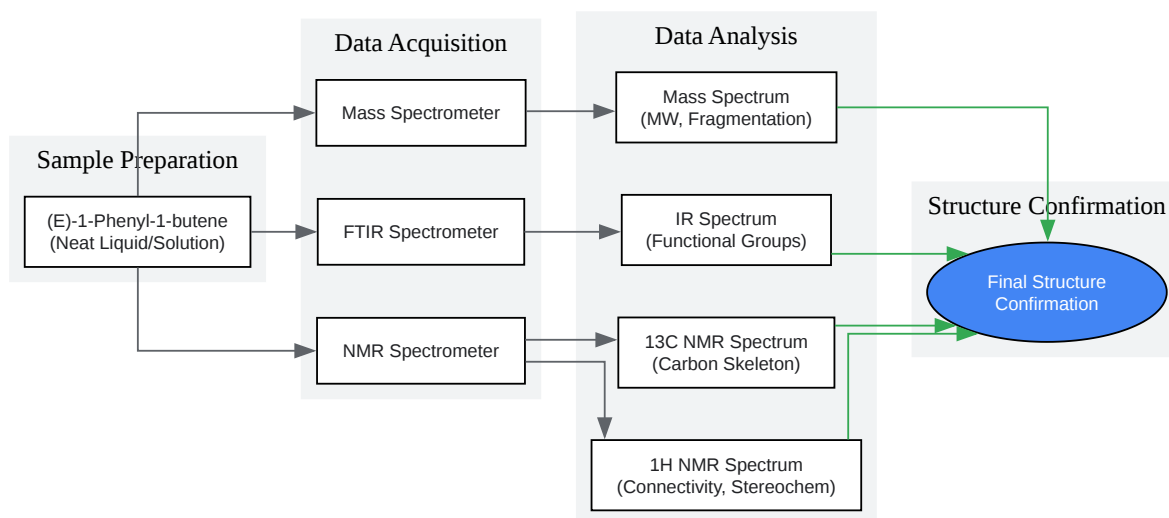 Sample Preparation
(E)-1-Phenyl-1-butene
(Neat Liquid/Solution)
Data Acquisition
Mass Spectrometer
FTIR Spectrometer
NMR Spectrometer
Data Analysis
Mass Spectrum
(MW, Fragmentation)
IR Spectrum
(Functional Groups)
13C NMR Spectrum
(Carbon Skeleton)
1H NMR Spectrum
(Connectivity, Stereochem)
Structure Confirmation
Final Structure
Confirmation